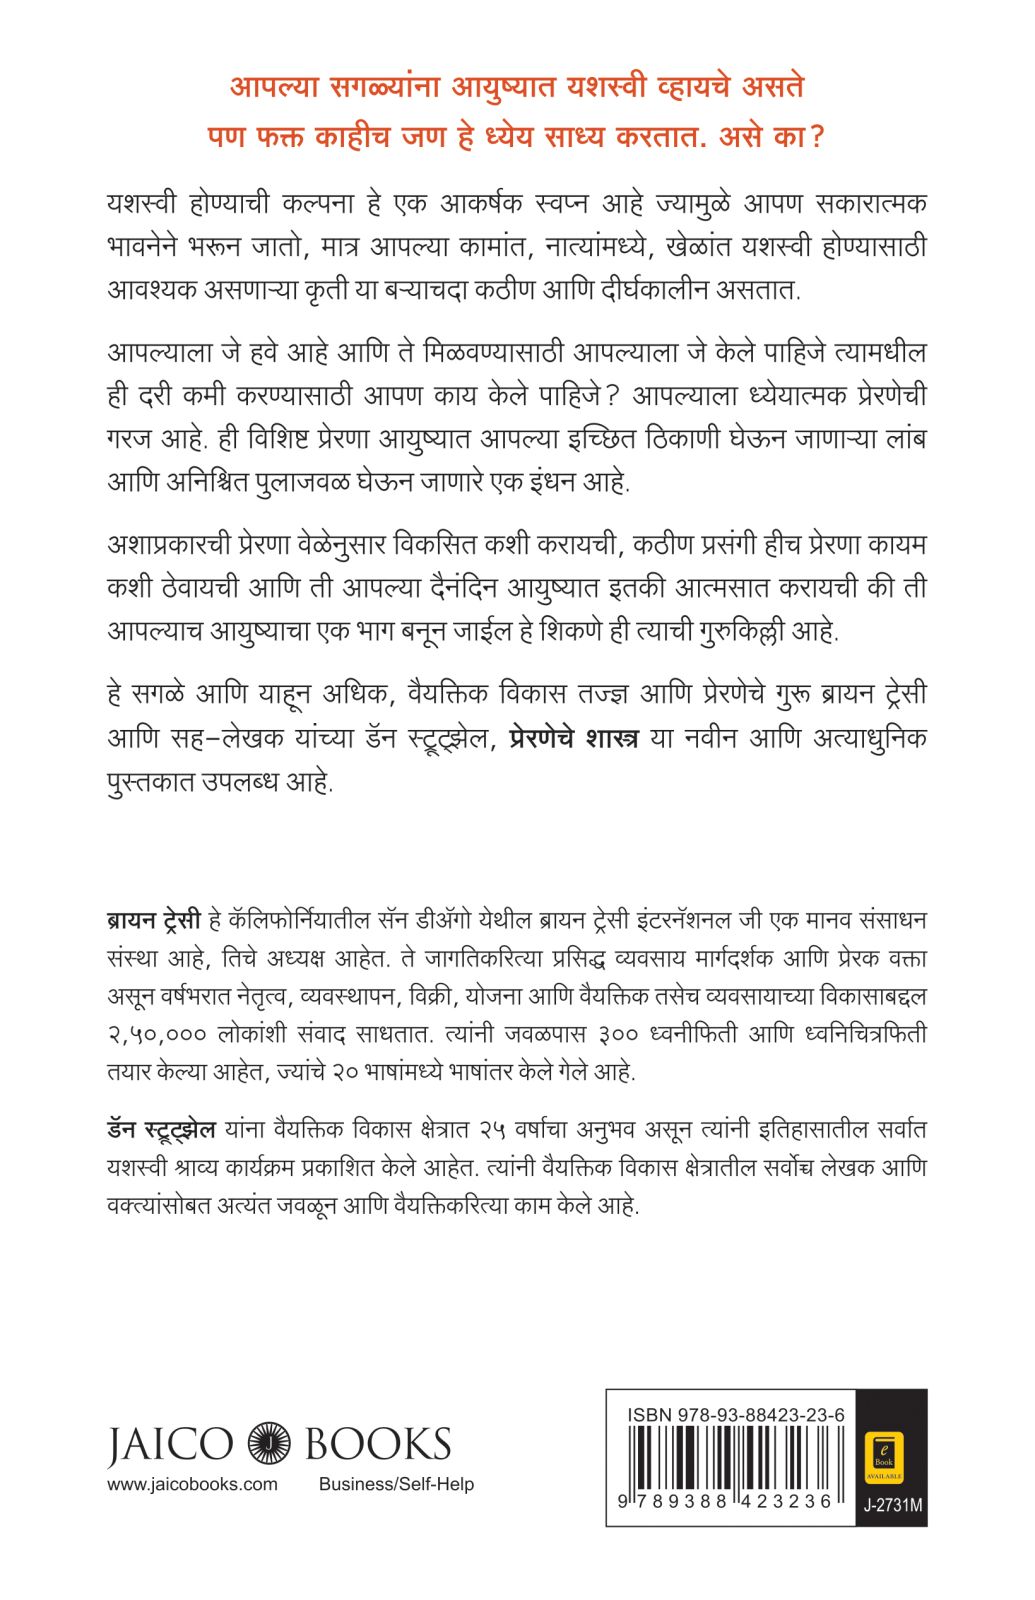 आपल्या सगळ्यांना आयुष्यात यशस्वी व्हायचे असते
पण फक्त काहीच जण हे ध्येय साध्य करतात. असे का?
यशस्वी होण्याची कल्पना हे एक आकर्षक स्वप्न आहे ज्यामुळे आपण सकारात्मक
भावनेने भरून जातो, मात्र आपल्या कामांत, नात्यांमध्ये, खेळांत यशस्वी होण्यासाठी
आवश्यक असणाऱ्या कृती या बऱ्याचदा कठीण आणि दीर्घकालीन असतात.
आपल्याला जे हवे आहे आणि ते मिळवण्यासाठी आपल्याला जे केले पाहिजे त्यामधील
ही दरी कमी करण्यासाठी आपण काय केले पाहिजे? आपल्याला ध्येयात्मक प्रेरणेची
गरज आहे. ही विशिष्ट प्रेरणा आयुष्यात आपल्या इच्छित ठिकाणी घेऊन जाणाऱ्या लांब
आणि अनिश्चित पुलाजवळ घेऊन जाणारे एक इंधन आहे.
अशाप्रकारची प्रेरणा वेळेनुसार विकसित कशी करायची, कठीण प्रसंगी हीच प्रेरणा कायम
कशी ठेवायची आणि ती आपल्या दैनंदिन आयुष्यात इतकी आत्मसात करायची की ती
आपल्याच आयुष्याचा एक भाग बनून जाईल हे शिकणे ही त्याची गुरुकिल्ली आहे.
हे सगळे आणि याहून अधिक, वैयक्तिक विकास तज्ज्ञ आणि प्रेरणेचे गुरू ब्रायन ट्रेसी
आणि सह-लेखक यांच्या डॅन स्ट्रूट्झेल, प्रेरणेचे शास्त्र या नवीन आणि अत्याधुनिक
पुस्तकात उपलब्ध आहे.
ब्रायन ट्रेसी हे कॅलिफोर्नियातील सॅन डीॲगो येथील ब्रायन ट्रेसी इंटरनॅशनल जी एक मानव संसाधन
संस्था आहे, तिचे अध्यक्ष आहेत. ते जागतिकरित्या प्रसिद्ध व्यवसाय मार्गदर्शक आणि प्रेरक वक्ता
असून वर्षभरात नेतृत्व, व्यवस्थापन, विक्री, योजना आणि वैयक्तिक तसेच व्यवसायाच्या विकासाबद्दल
२,५०,००० लोकांशी संवाद साधतात. त्यांनी जवळपास ३०० ध्वनीफिती आणि ध्वनिचित्रफिती
तयार केल्या आहेत, ज्यांचे २० भाषांमध्ये भाषांतर केले गेले आहे.
डॅन स्ट्रूट्झेल यांना वैयक्तिक विकास क्षेत्रात २५ वर्षाचा अनुभव असून त्यांनी इतिहासातील सर्वात
यशस्वी श्राव्य कार्यक्रम प्रकाशित केले आहेत. त्यांनी वैयक्तिक विकास क्षेत्रातील सर्वोच्च लेखक आणि
वक्त्यांसोबत अत्यंत जवळून आणि वैयक्तिकरित्या काम केले आहे.
JAICO J BOOKS
www.jaicobooks.com Business/Self-Help
ISBN 978-93-88423-23-6
9 789388 423236
e
Book
AVAILABLE
J-2731M